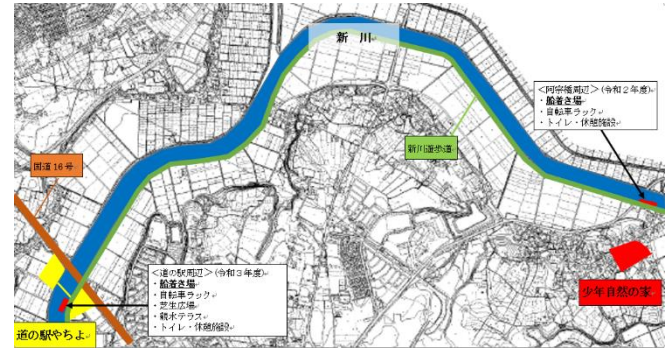 新 川
<阿宗橋周辺>(令和2年度)
・船着き場
・自転車ラック
・トイレ・休憩施設
新川遊歩道
国道16号
<道の駅周辺>(令和3年度)
・船着き場
・自転車ラック
・芝生広場
・親水テラス
・トイレ・休憩施設
少年自然の家
道の駅やちよ